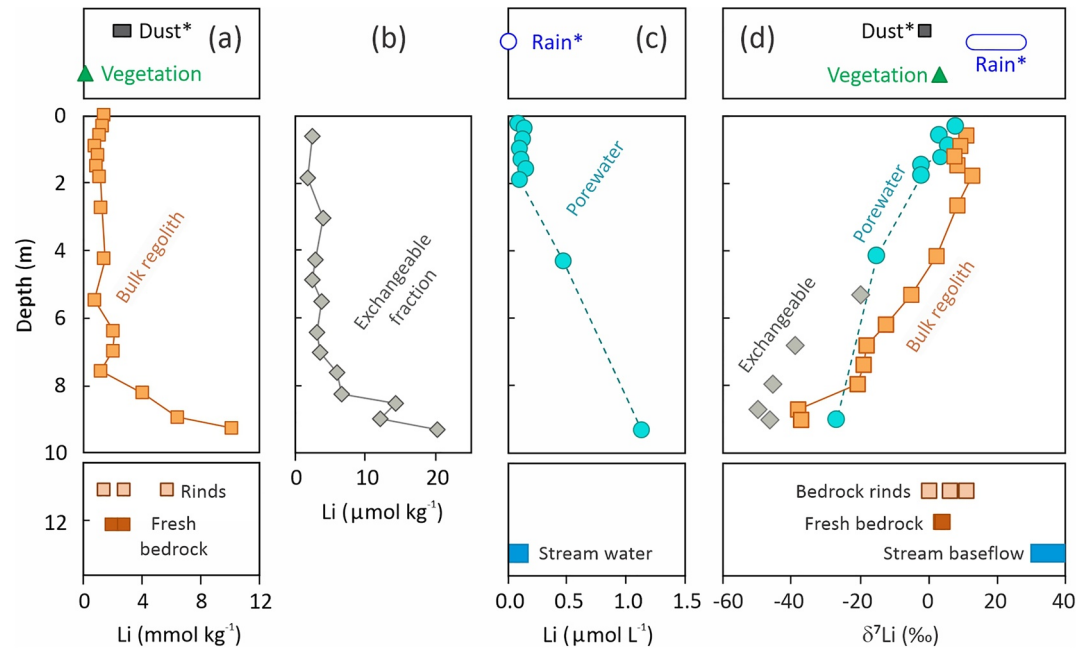 Dust*
(a)
Vegetation
(b)
Rain*
(c)
(d)
Dust*
Rain*
Vegetation
0
2
4
6
8
10
12
Depth (m)
Bulk regolith
Exchangeable
fraction
Porewater
Porewater
Exchangeable
Bulk regolith
0
10
20
Li (μmol kg⁻¹)
Rinds
Fresh
bedrock
Stream water
Bedrock rinds
Fresh bedrock
Stream baseflow
0
4
8
12
Li (mmol kg⁻¹)
0.0
0.5
1.0
1.5
Li (μmol L⁻¹)
-60
-40
-20
0
20
40
δ⁷Li (‰)